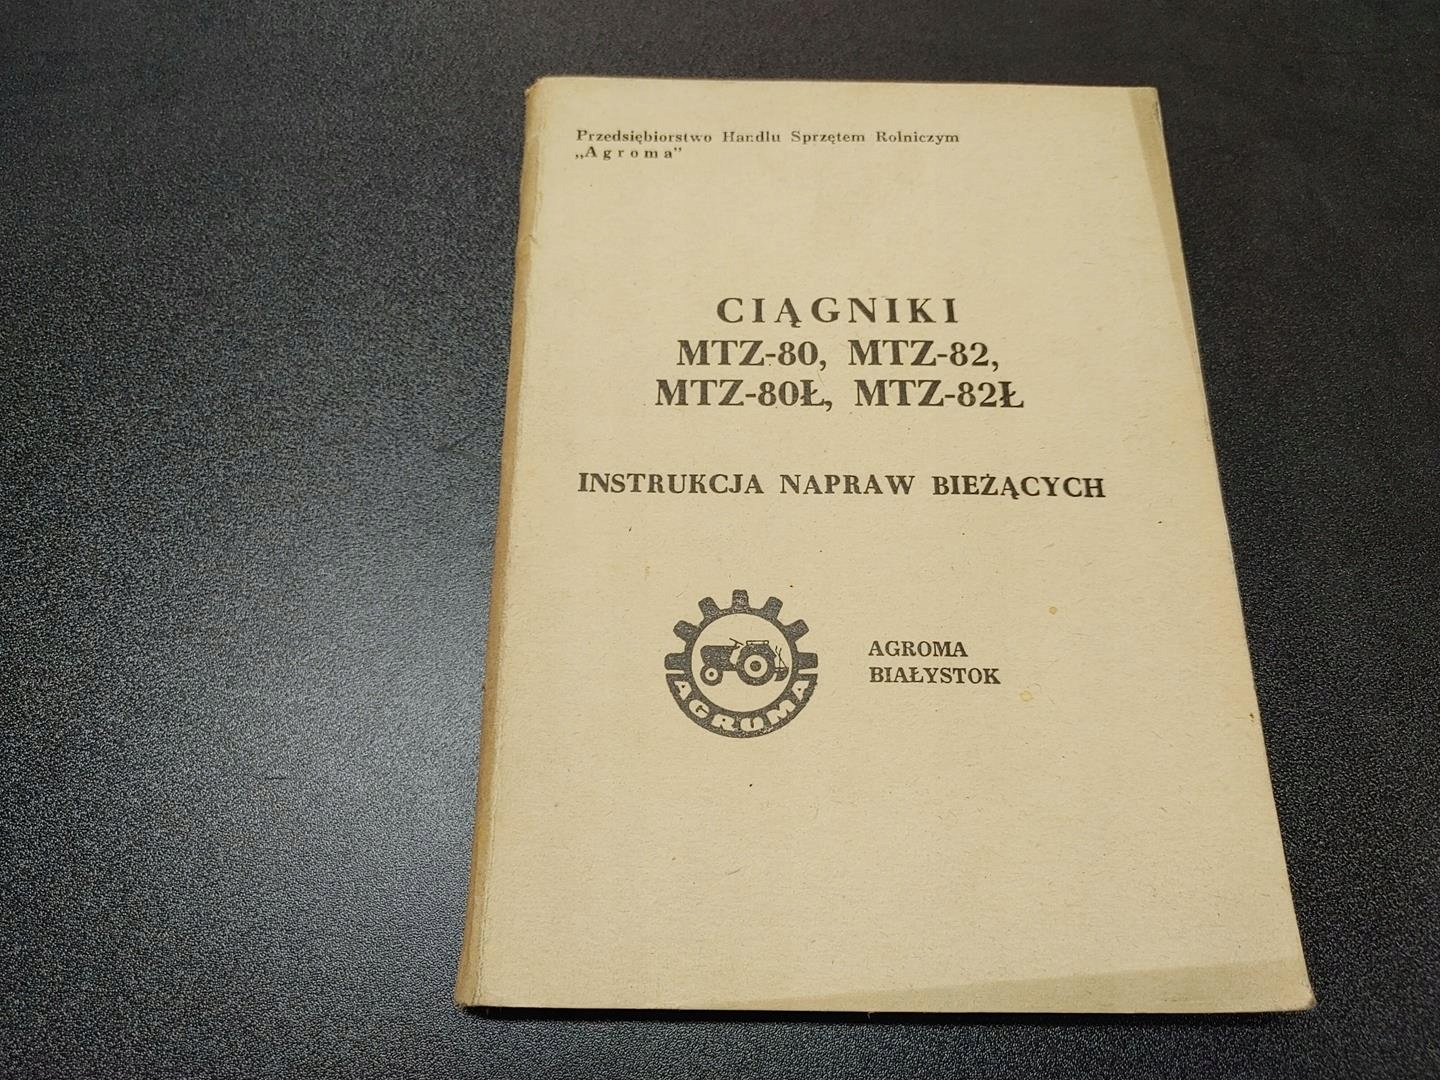 Przedsiębiorstwo Handlu Sprzętem Rolniczym
„Agroma”
CIĄGNIKI
MTZ-80, MTZ-82,
MTZ-80Ł, MTZ-82Ł
INSTRUKCJA NAPRAW BIEŻĄCYCH
AGROMA
AGROMA
BIAŁYSTOK